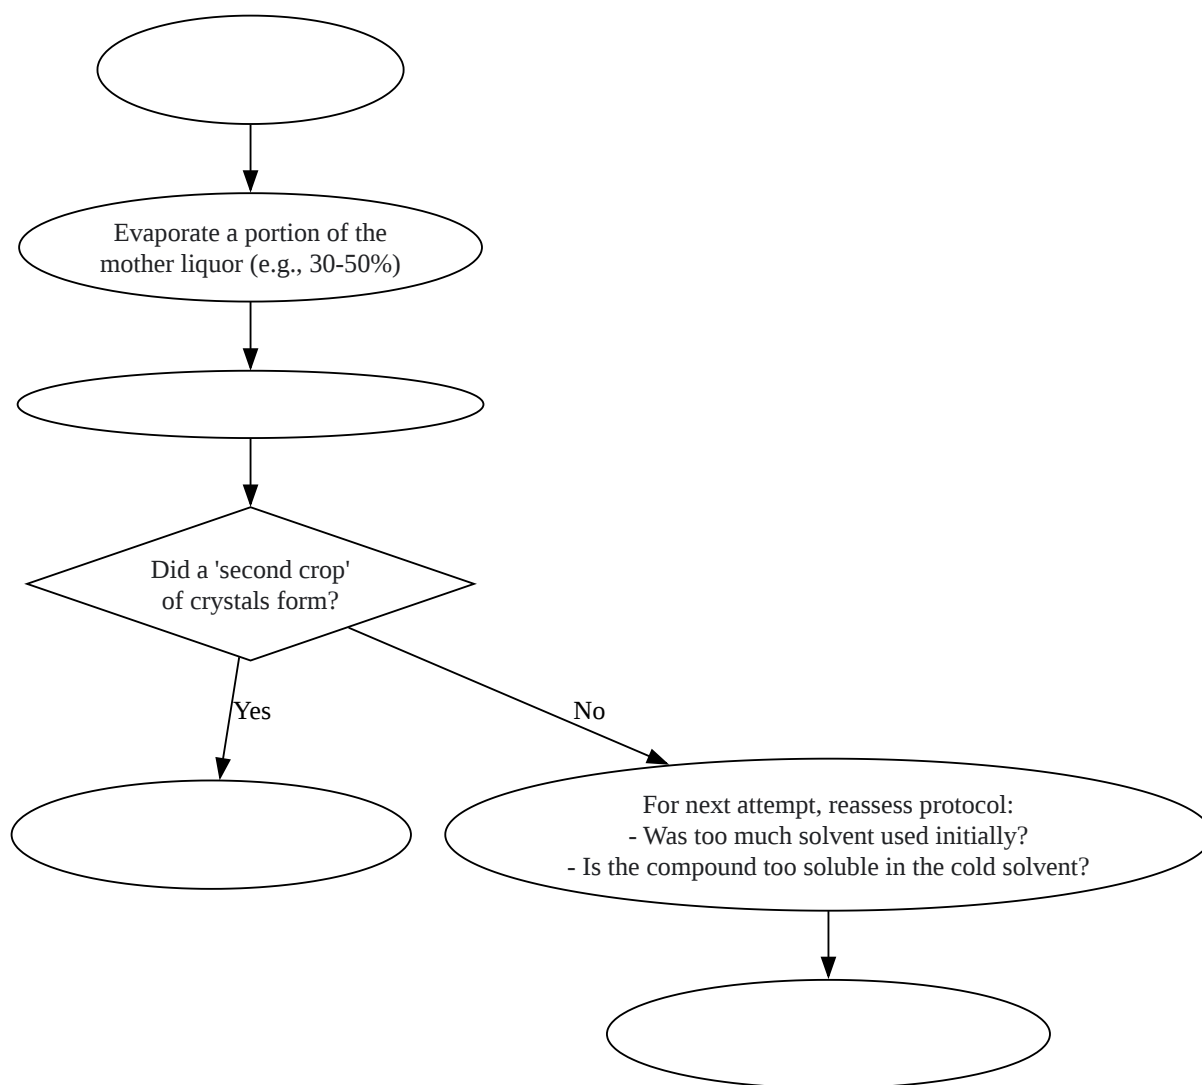 Evaporate a portion of the
mother liquor (e.g., 30-50%)
Did a 'second crop'
of crystals form?
Yes
No
For next attempt, reassess protocol:
- Was too much solvent used initially?
- Is the compound too soluble in the cold solvent?